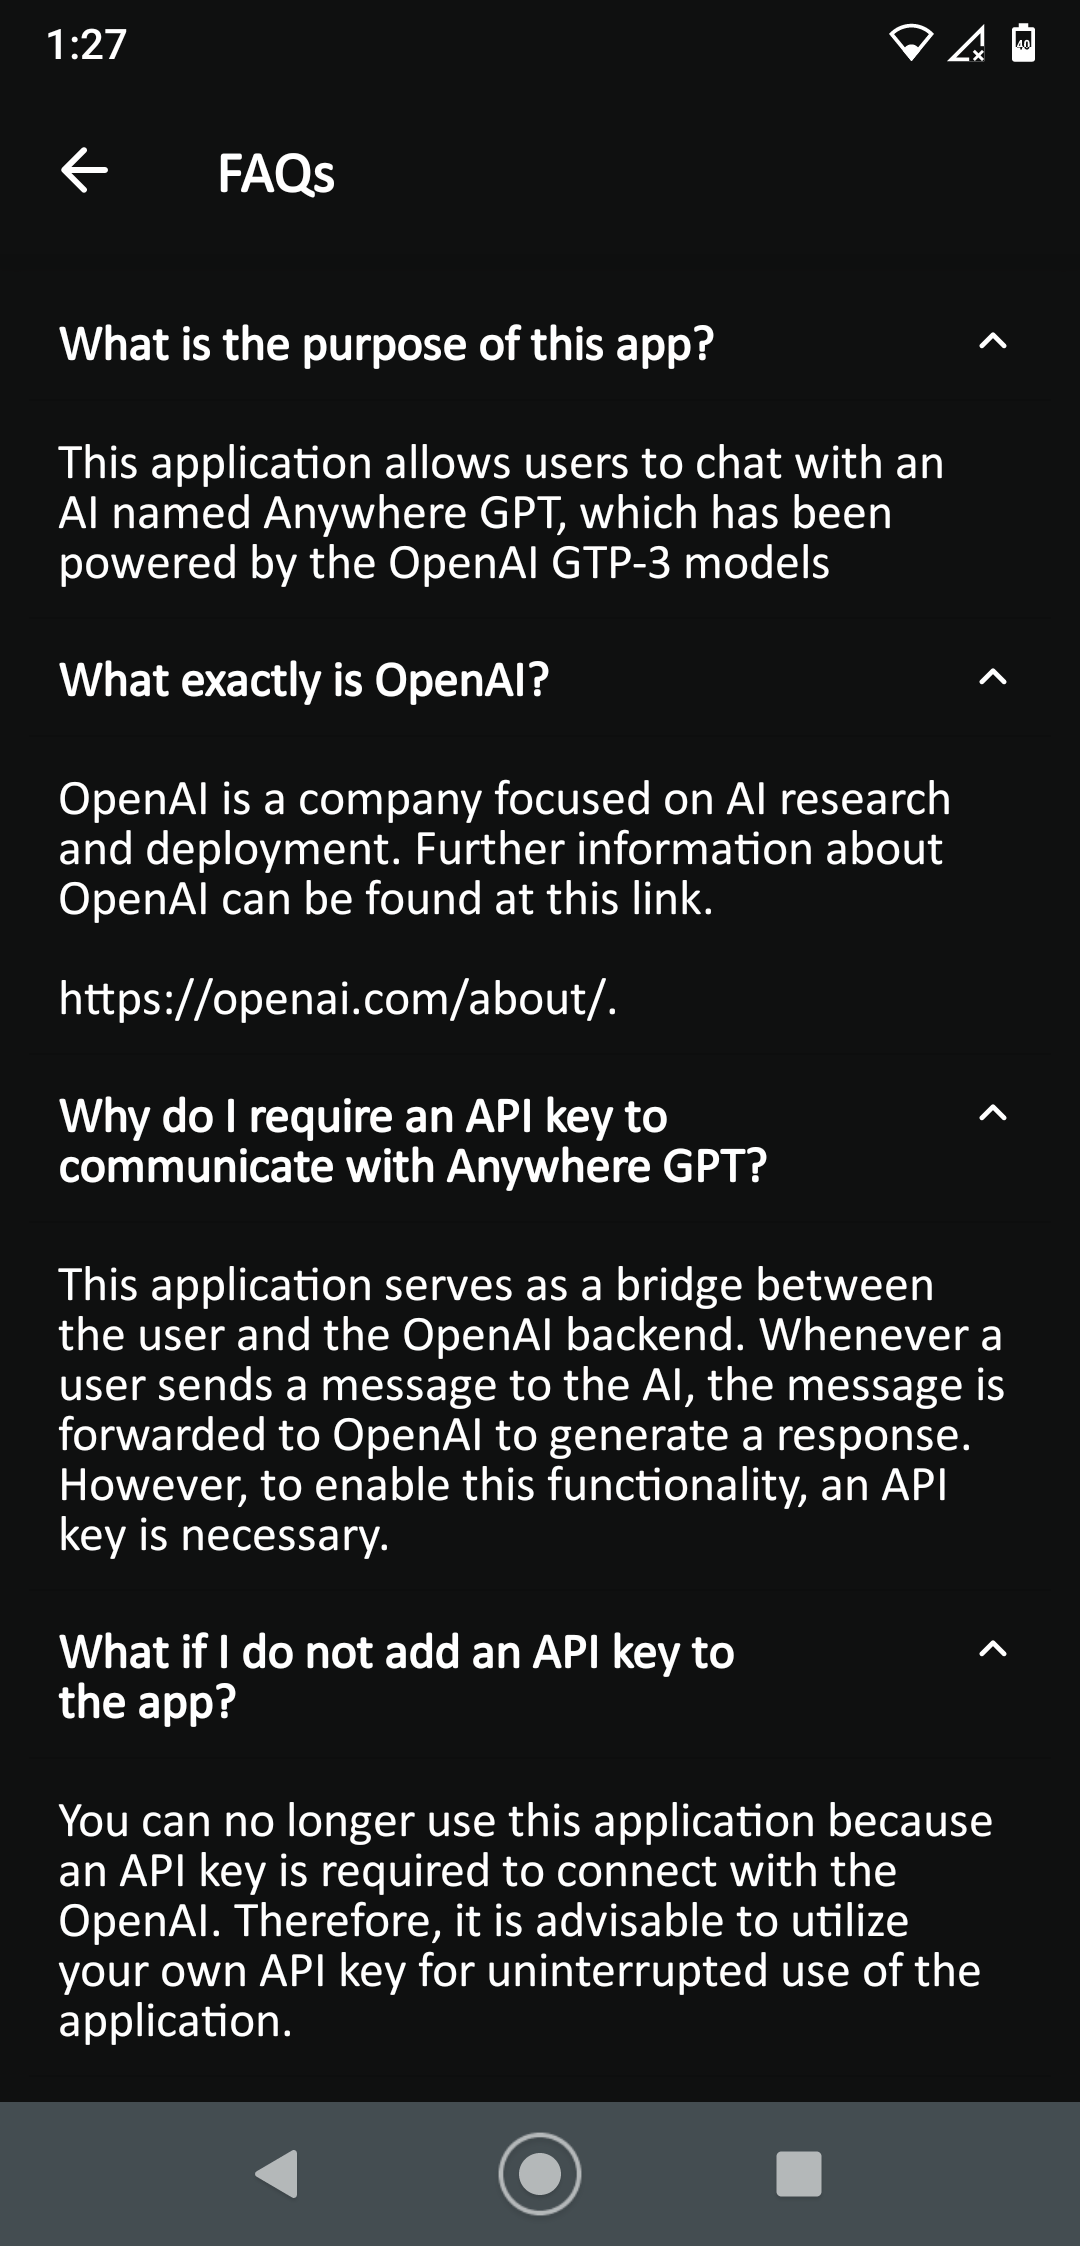 1:27
40
FAQs
What is the purpose of this app?
This application allows users to chat with an
AI named Anywhere GPT, which has been
powered by the OpenAI GTP-3 models
What exactly is OpenAI?
OpenAI is a company focused on AI research
and deployment. Further information about
OpenAI can be found at this link.
https://openai.com/about/.
Why do I require an API key to
communicate with Anywhere GPT?
This application serves as a bridge between
the user and the OpenAI backend. Whenever a
user sends a message to the AI, the message is
forwarded to OpenAI to generate a response.
However, to enable this functionality, an API
key is necessary.
What if I do not add an API key to
the app?
You can no longer use this application because
an API key is required to connect with the
OpenAI. Therefore, it is advisable to utilize
your own API key for uninterrupted use of the
application.